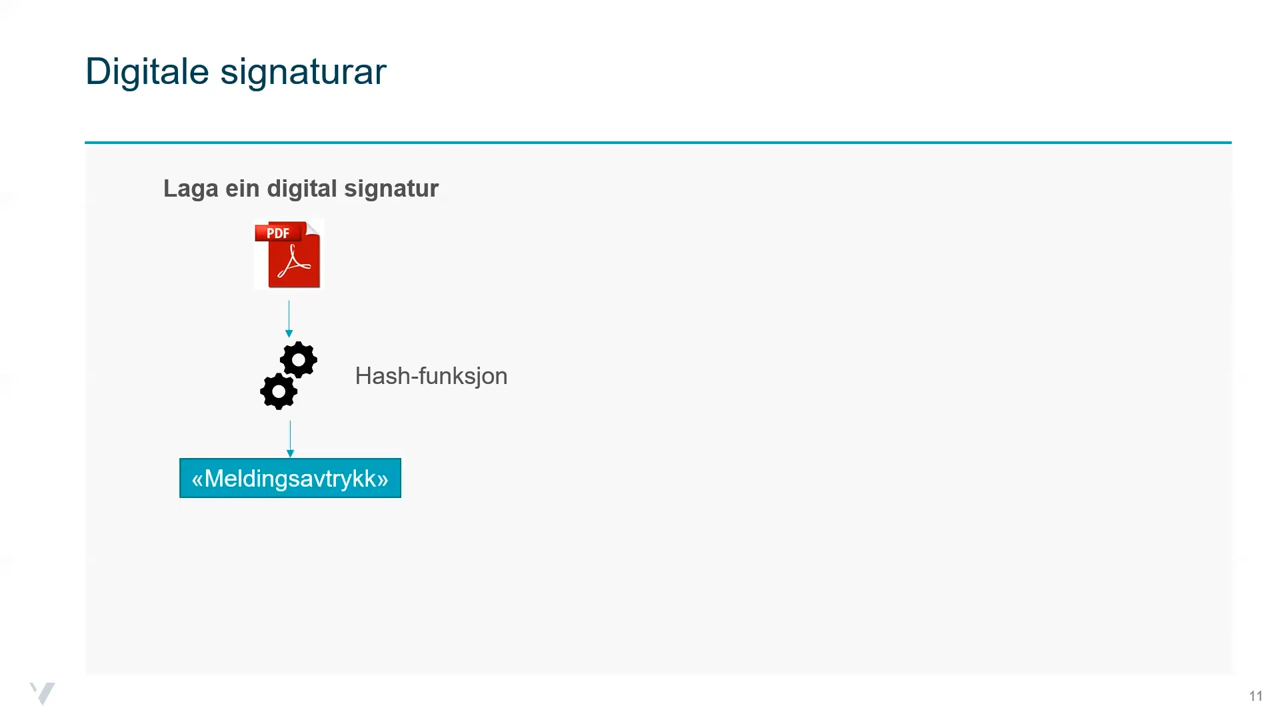 Digitale signaturar
Laga ein digital signatur
PDF
Hash-funksjon
«Meldingsavtrykk»
11